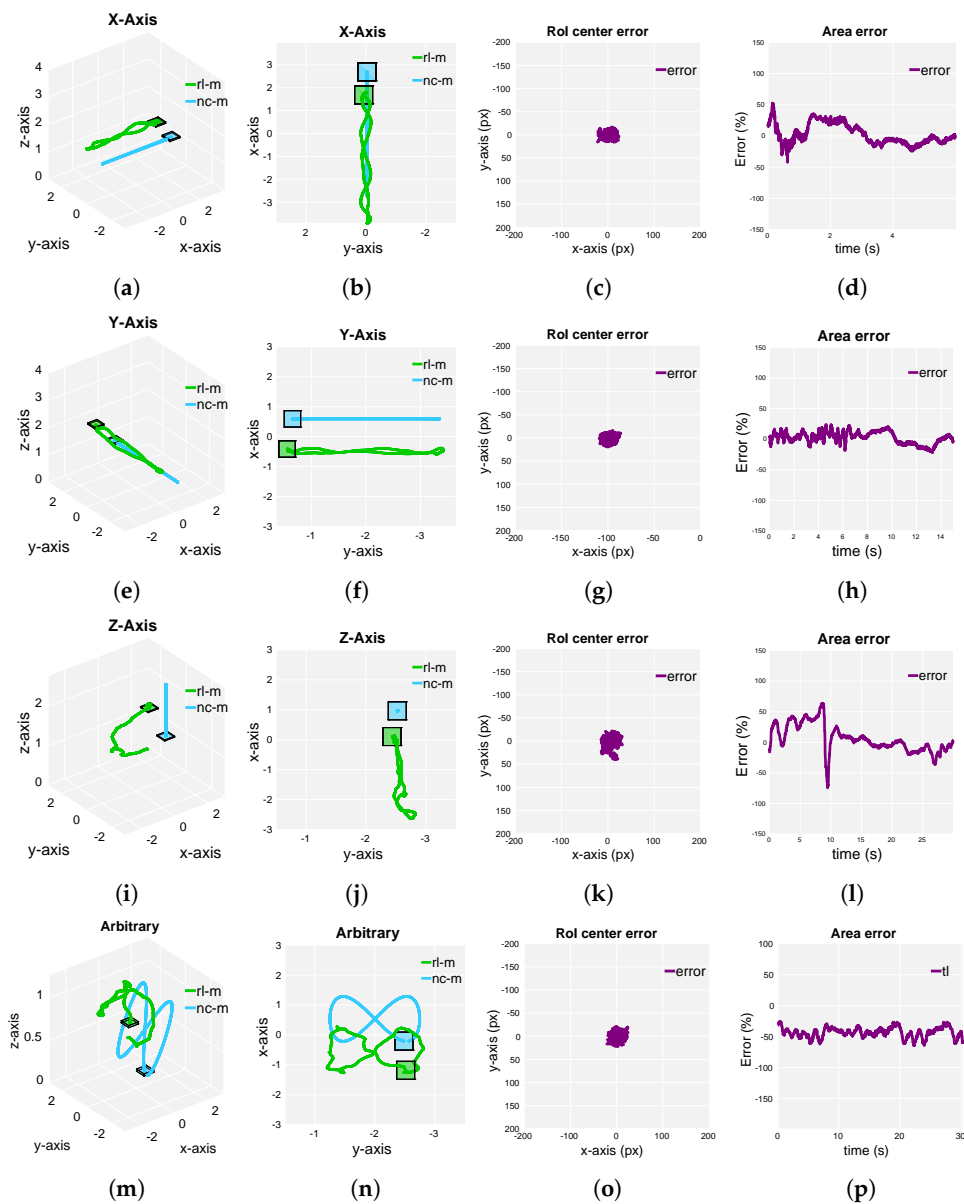 X-Axis
rl-m
nc-m
z-axis
4
3
2
1
0
2
0
-2
y-axis
-2
0
2
x-axis
(a)
X-Axis
rl-m
nc-m
x-axis
3
2
1
0
-1
-2
-3
2
0
-2
y-axis
(b)
RoI center error
error
y-axis (px)
-200
-150
-100
-50
0
50
100
150
200
-200
-100
0
100
200
x-axis (px)
(c)
Area error
error
Error (%)
150
100
50
0
-50
-100
-150
0
2
4
time (s)
(d)
Y-Axis
rl-m
nc-m
z-axis
4
3
2
1
0
2
0
-2
y-axis
-2
0
2
x-axis
(e)
Y-Axis
rl-m
nc-m
x-axis
3
2
1
0
-1
-2
-3
-1
-2
-3
y-axis
(f)
RoI center error
error
y-axis (px)
-200
-150
-100
-50
0
50
100
150
200
-200
-150
-100
-50
0
x-axis (px)
(g)
Area error
error
Error (%)
150
100
50
0
-50
-100
-150
0
2
4
6
8
10
12
14
time (s)
(h)
Z-Axis
rl-m
nc-m
z-axis
2
1
0
2
0
-2
y-axis
-2
0
2
x-axis
(i)
Z-Axis
rl-m
nc-m
x-axis
3
2
1
0
-1
-2
-3
-1
-2
-3
y-axis
(j)
RoI center error
error
y-axis (px)
-200
-150
-100
-50
0
50
100
150
200
-200
-100
0
100
200
x-axis (px)
(k)
Area error
error
Error (%)
150
100
50
0
-50
-100
-150
0
5
10
15
20
25
time (s)
(l)
Arbitrary
rl-m
nc-m
z-axis
1
0.5
0
2
0
-2
y-axis
-2
0
2
x-axis
(m)
Arbitrary
rl-m
nc-m
x-axis
3
2
1
0
-1
-2
-3
-1
-2
-3
y-axis
(n)
RoI center error
error
y-axis (px)
-200
-150
-100
-50
0
50
100
150
200
-200
-100
0
100
200
x-axis (px)
(o)
Area error
tl
Error (%)
100
50
0
-50
-100
-150
0
10
20
30
time (s)
(p)